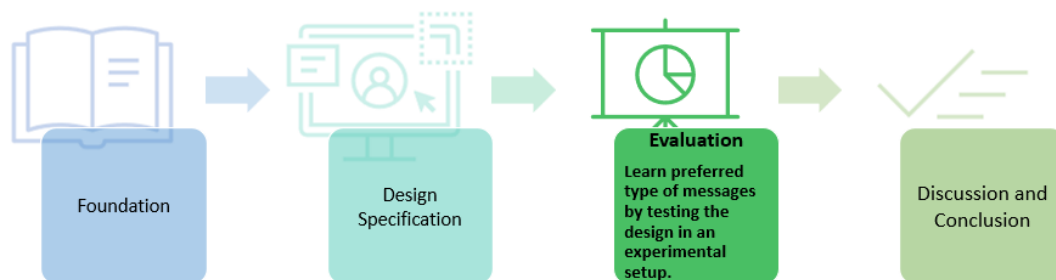 Foundation
Design
Specification
Evaluation
Learn preferred
type of messages
by testing the
design in an
experimental
setup.
Discussion and
Conclusion